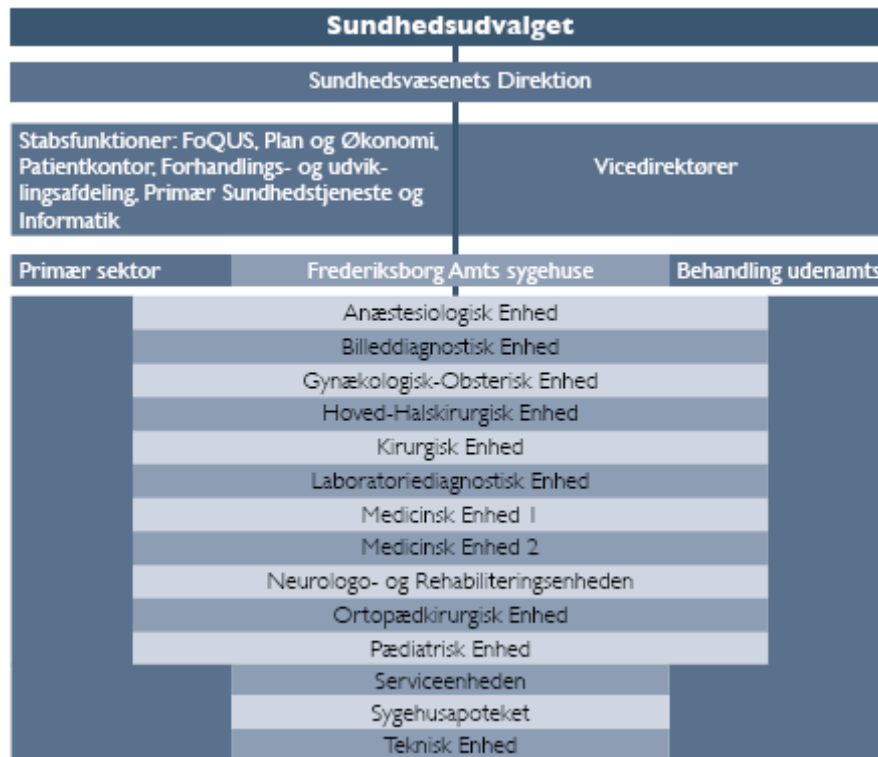 Sundhedsudvalget
Sundhedsvæsenets Direktion
Stabsfunktioner: FoQUS, Plan og Økonomi,
Patientkontor, Forhandlings- og udvik-
lingsafdeling, Primær Sundhedstjeneste og
Informatik
Vicedirektører
Primær sektor
Frederiksborg Amts sygehuse
Behandling udenamts
Anæstesiologisk Enhed
Billeddiagnostisk Enhed
Gynækologisk-Obsterisk Enhed
Hoved-Halskirurgisk Enhed
Kirurgisk Enhed
Laboratoriediagnostisk Enhed
Medicinsk Enhed 1
Medicinsk Enhed 2
Neurologo- og Rehabiliteringsenheden
Ortopædkirurgisk Enhed
Pædiatrisk Enhed
Serviceenheden
Sygehusapoteket
Teknisk Enhed